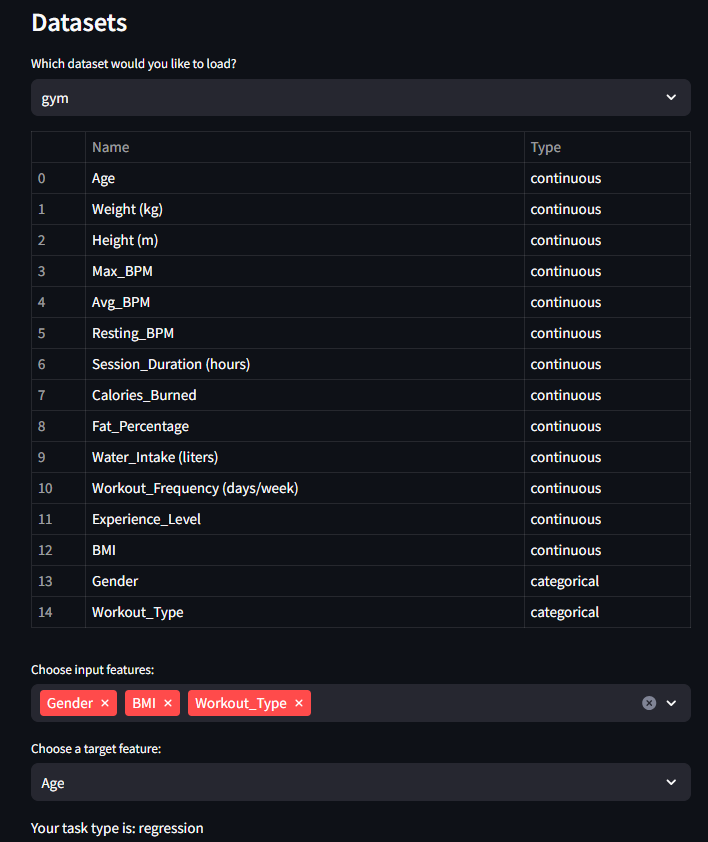 Datasets
Which dataset would you like to load?
gym
Name Type
0 Age continuous
1 Weight (kg) continuous
2 Height (m) continuous
3 Max_BPM continuous
4 Avg_BPM continuous
5 Resting_BPM continuous
6 Session_Duration (hours) continuous
7 Calories_Burned continuous
8 Fat_Percentage continuous
9 Water_Intake (liters) continuous
10 Workout_Frequency (days/week) continuous
11 Experience_Level continuous
12 BMI continuous
13 Gender categorical
14 Workout_Type categorical
Choose input features:
Gender × BMI × Workout_Type ×
Choose a target feature:
Age
Your task type is: regression